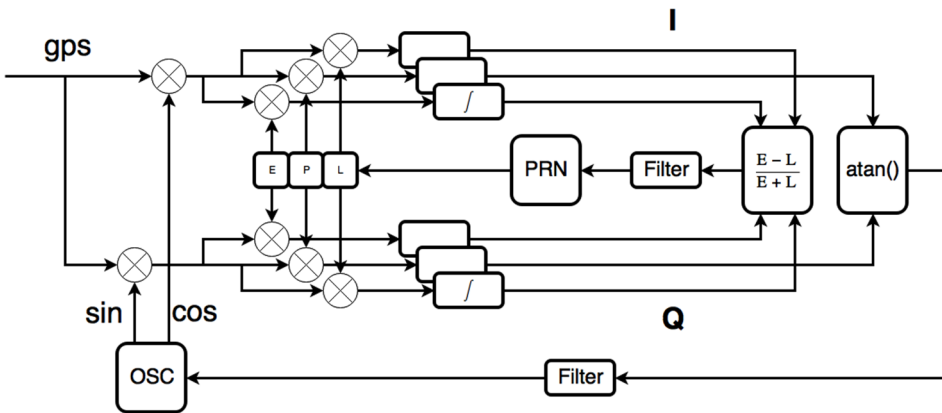 I
gps
∫
E P L
PRN
Filter
E – L
E + L
atan()
∫
sin
cos
Q
OSC
Filter